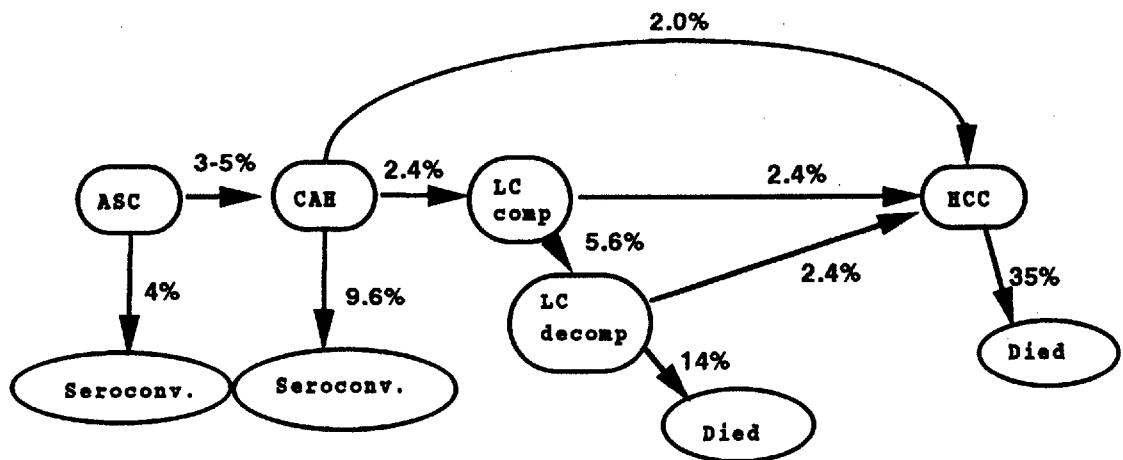 2.0%
3-5%
2.4%
ASC
CAH
LC
comp
2.4%
HCC
5.6%
2.4%
4%
9.6%
LC
decomp
35%
Seroconv.
Seroconv.
14%
Died
Died